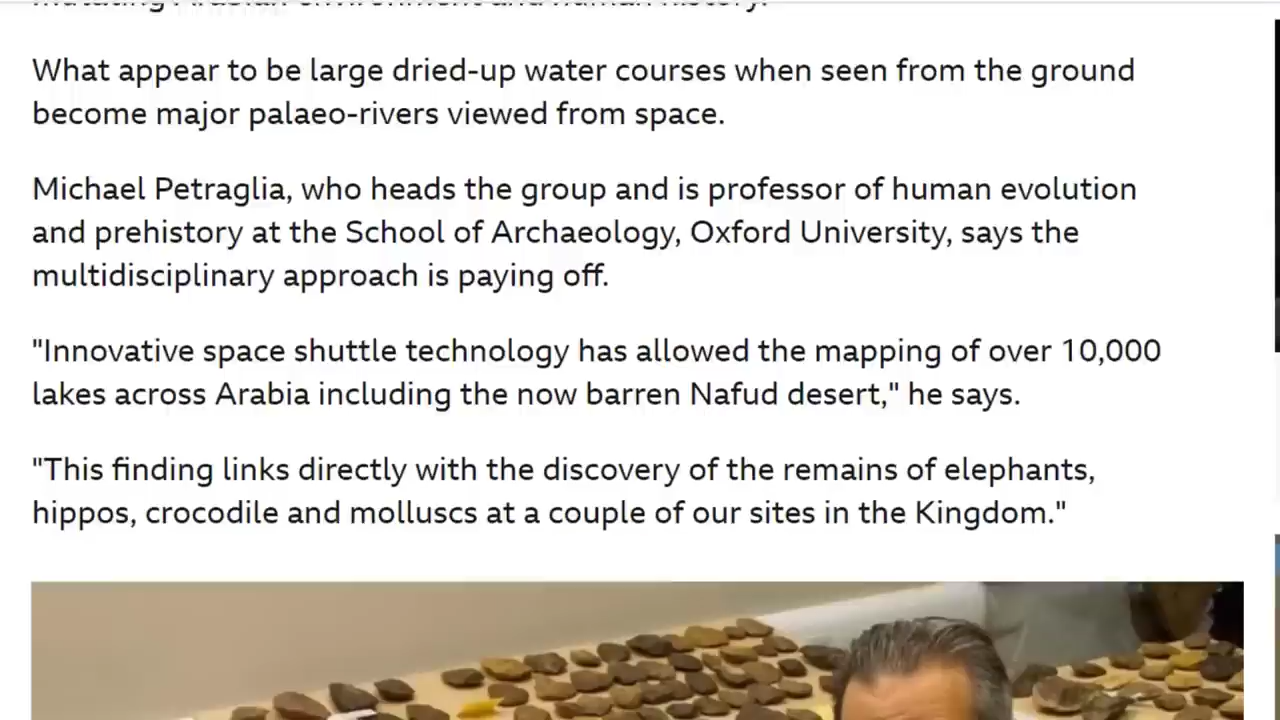 What appear to be large dried-up water courses when seen from the ground
become major palaeo-rivers viewed from space.
Michael Petraglia, who heads the group and is professor of human evolution
and prehistory at the School of Archaeology, Oxford University, says the
multidisciplinary approach is paying off.
"Innovative space shuttle technology has allowed the mapping of over 10,000
lakes across Arabia including the now barren Nafud desert," he says.
"This finding links directly with the discovery of the remains of elephants,
hippos, crocodile and molluscs at a couple of our sites in the Kingdom."